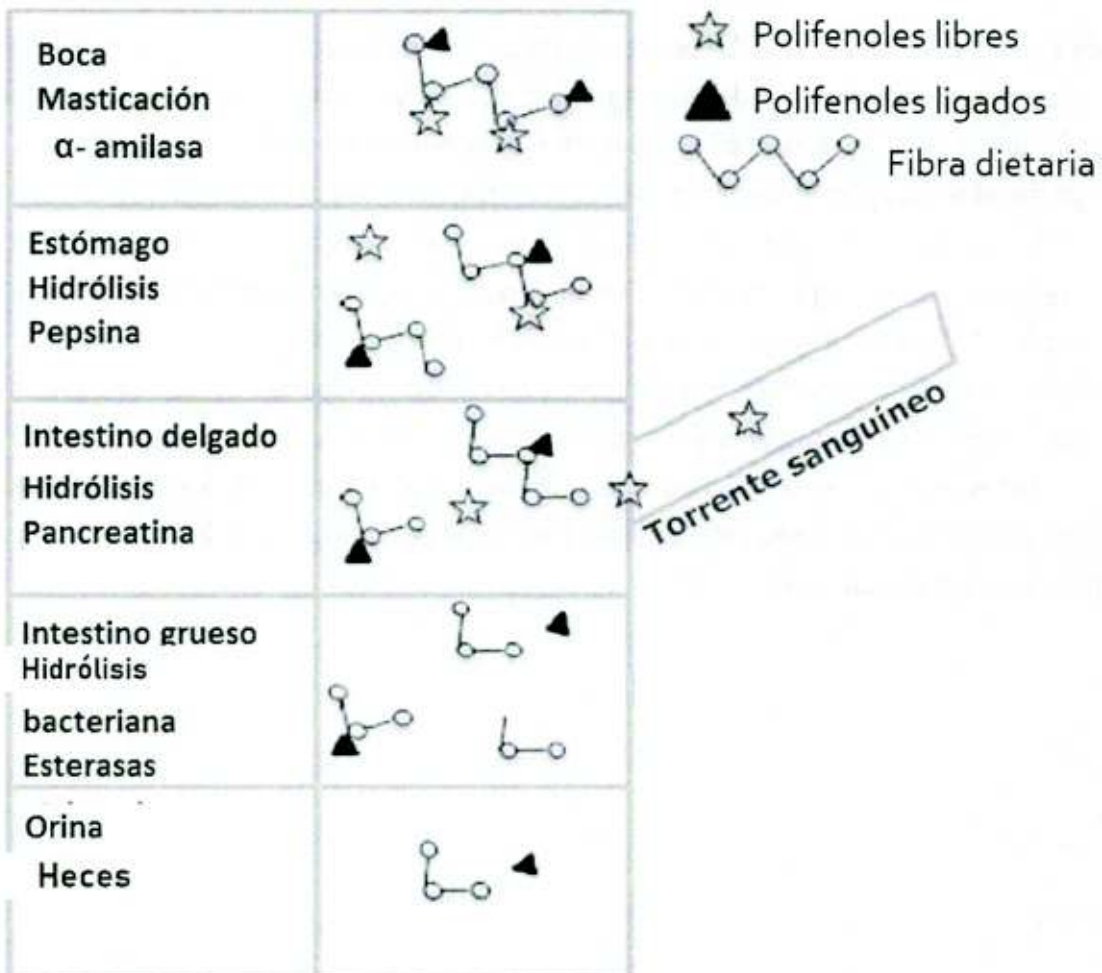 Boca
Masticación
α- amilasa
Polifenoles libres
Polifenoles ligados
Fibra dietaria
Estómago
Hidrólisis
Pepsina
Intestino delgado
Hidrólisis
Pancreatina
Torrente sanguíneo
Intestino grueso
Hidrólisis
bacteriana
Esterasas
Orina
Heces